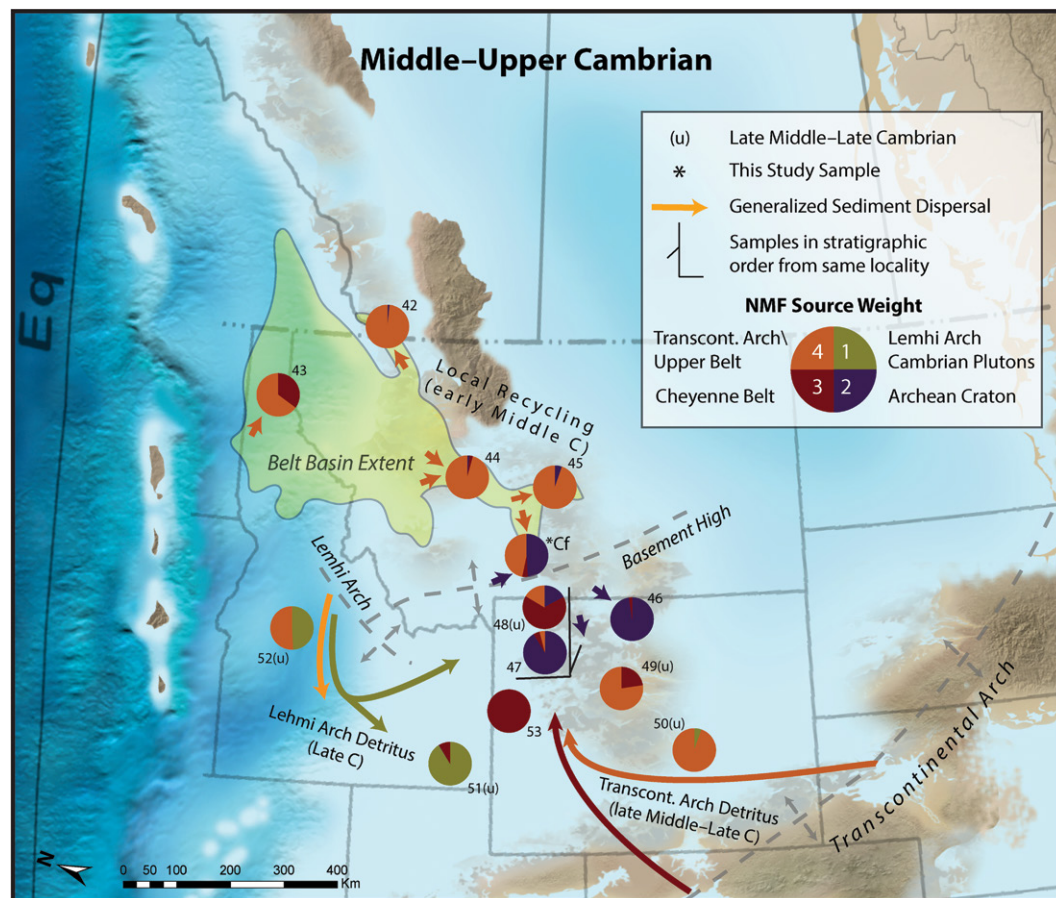 Middle–Upper Cambrian
(u) Late Middle–Late Cambrian
* This Study Sample
Generalized Sediment Dispersal
Samples in stratigraphic
order from same locality
NMF Source Weight
Transcont. Arch\
Upper Belt
4
1
Lemhi Arch
Cambrian Plutons
Cheyenne Belt
3
2
Archean Craton
Eq
42
43
Local Recycling
(early Middle C)
44
45
Belt Basin Extent
*Cf
Basement High
Lemhi Arch
46
48(u)
47
52(u)
49(u)
Lehmi Arch Detritus
(Late C)
53
50(u)
51(u)
Transcont. Arch Detritus
(late Middle–Late C)
Transcontinental Arch
N
0 50 100 200 300 400
Km